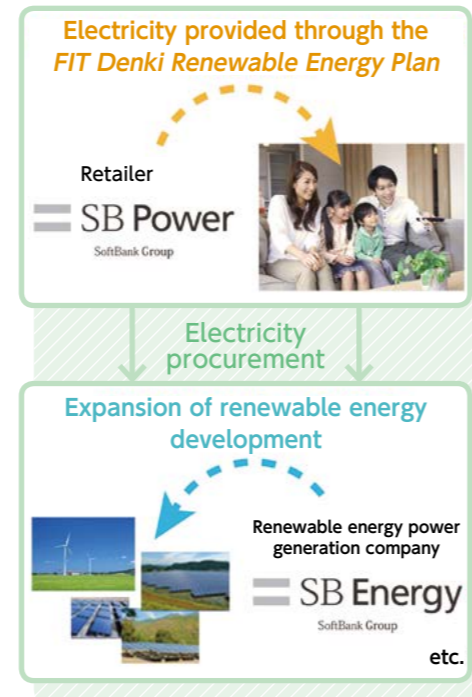 Electricity provided through the
FIT Denki Renewable Energy Plan
Retailer
SB Power
SoftBank Group
Electricity
procurement
Expansion of renewable energy
development
Renewable energy power
generation company
SB Energy
SoftBank Group
etc.